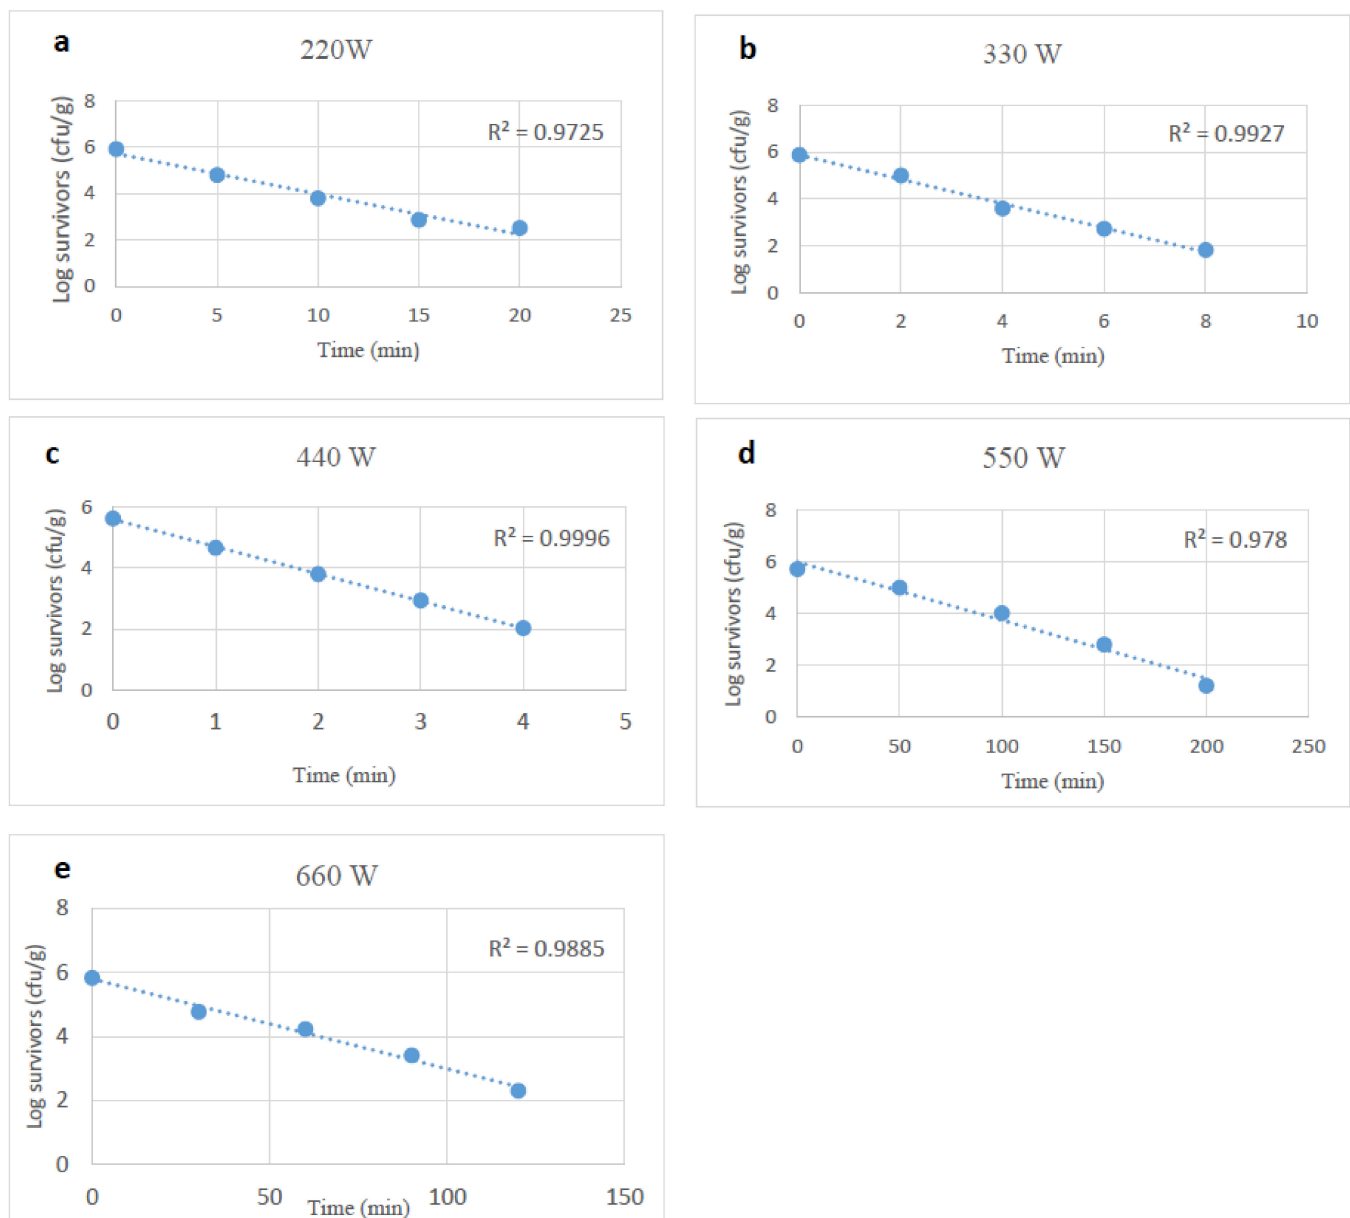 a
220W
Log survivors (cfu/g)
8
6
4
2
0
R² = 0.9725
0 5 10 15 20 25
Time (min)
b
330 W
Log survivors (cfu/g)
8
6
4
2
0
R² = 0.9927
0 2 4 6 8 10
Time (min)
c
440 W
Log survivors (cfu/g)
6
4
2
0
R² = 0.9996
0 1 2 3 4 5
Time (min)
d
550 W
Log survivors (cfu/g)
8
6
4
2
0
R² = 0.978
0 50 100 150 200 250
Time (min)
e
660 W
Log survivors (cfu/g)
8
6
4
2
0
R² = 0.9885
0 50 100 150
Time (min)